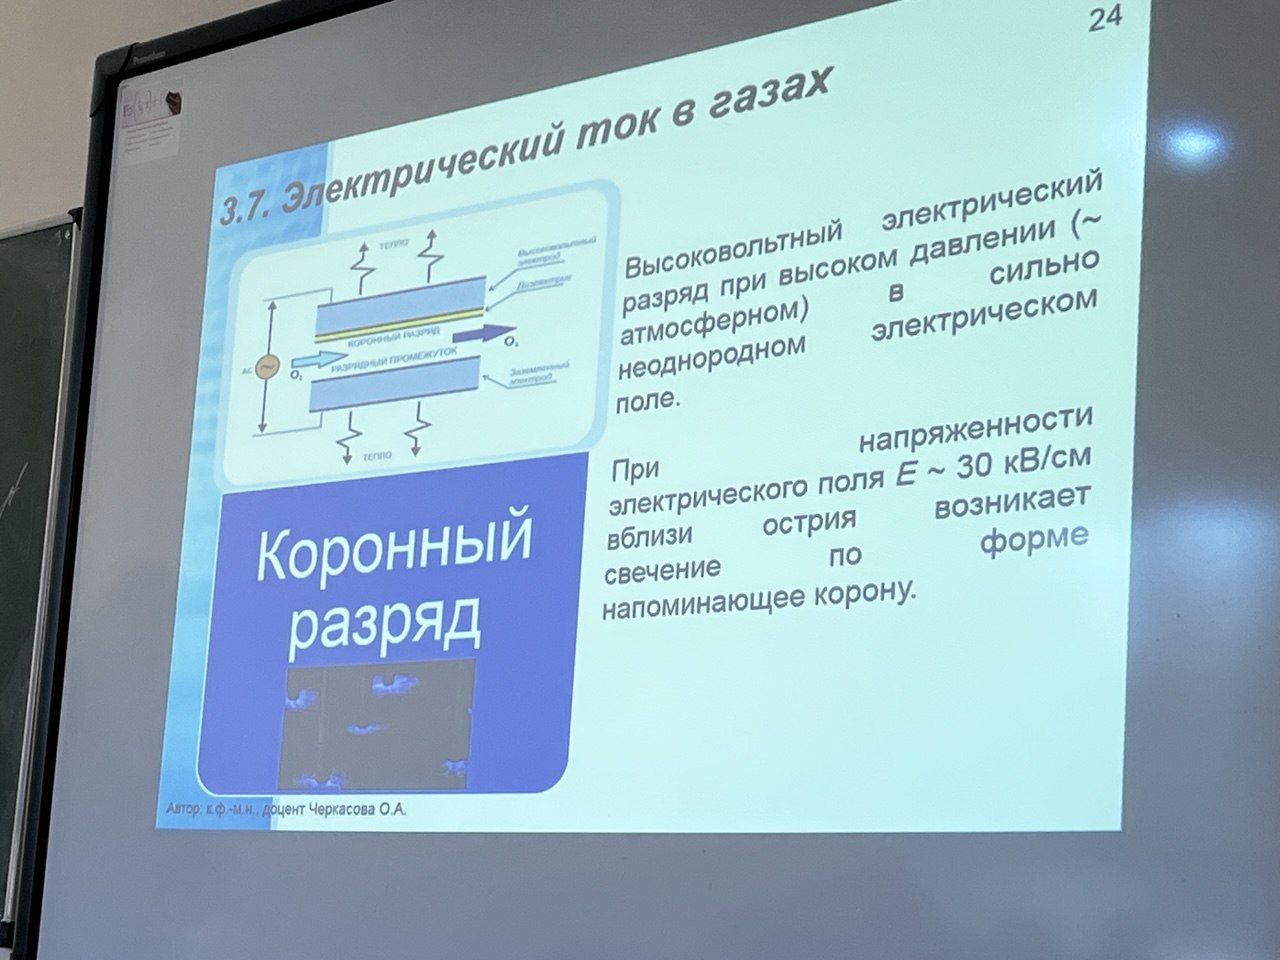 24
3.7. Электрический ток в газах
ТЕПЛО
Высоковольтный
электрод
Диэлектрик
КОРОННЫЙ РАЗРЯД
O₃
AC
O₂
РАЗРЯДНЫЙ ПРОМЕЖУТОК
Заземленный
электрод
ТЕПЛО
Коронный
разряд
Высоковольтный электрический
разряд при высоком давлении (~
атмосферном) в сильно
неоднородном электрическом
поле.
При напряженности
электрического поля E ~ 30 кВ/см
вблизи острия возникает
свечение по форме
напоминающее корону.
Автор: к.ф.-м.н., доцент Черкасова О.А.